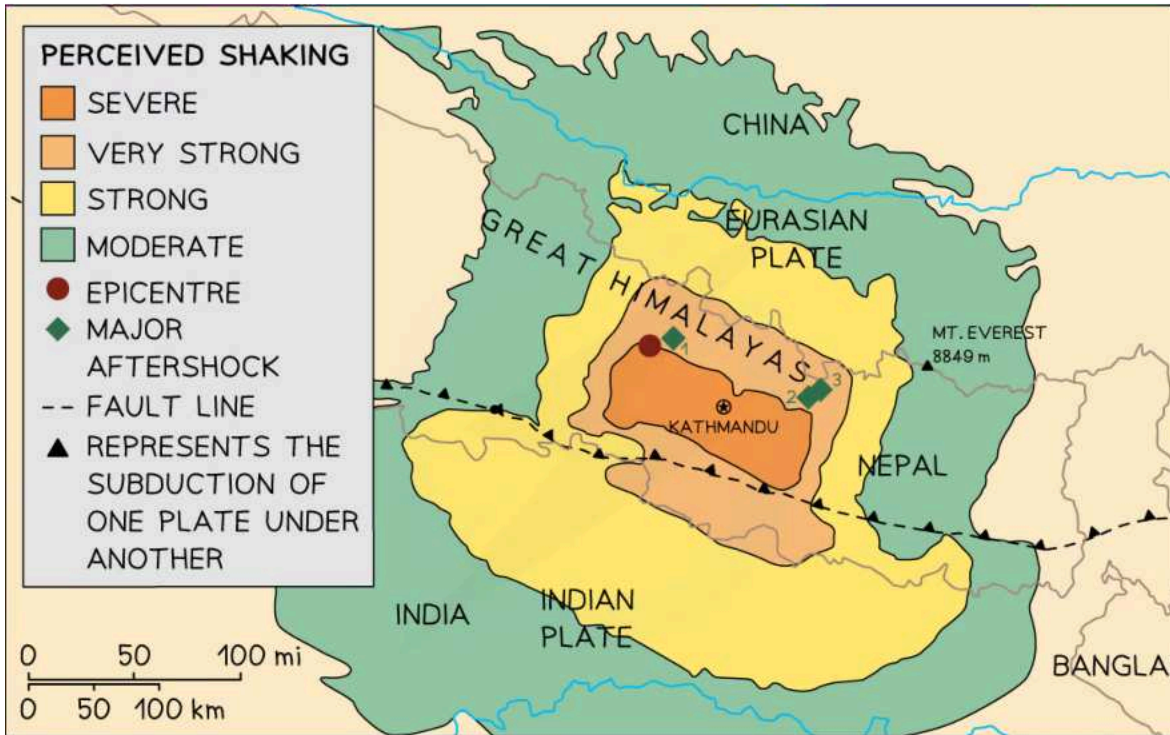 PERCEIVED SHAKING
SEVERE
VERY STRONG
STRONG
MODERATE
EPICENTRE
MAJOR
AFTERSHOCK
FAULT LINE
REPRESENTS THE
SUBDUCTION OF
ONE PLATE UNDER
ANOTHER
CHINA
EURASIAN
PLATE
GREAT HIMALAYAS
MT. EVEREST
8849 m
1
2
3
KATHMANDU
NEPAL
INDIA
INDIAN
PLATE
BANGLA
0 50 100 mi
0 50 100 km